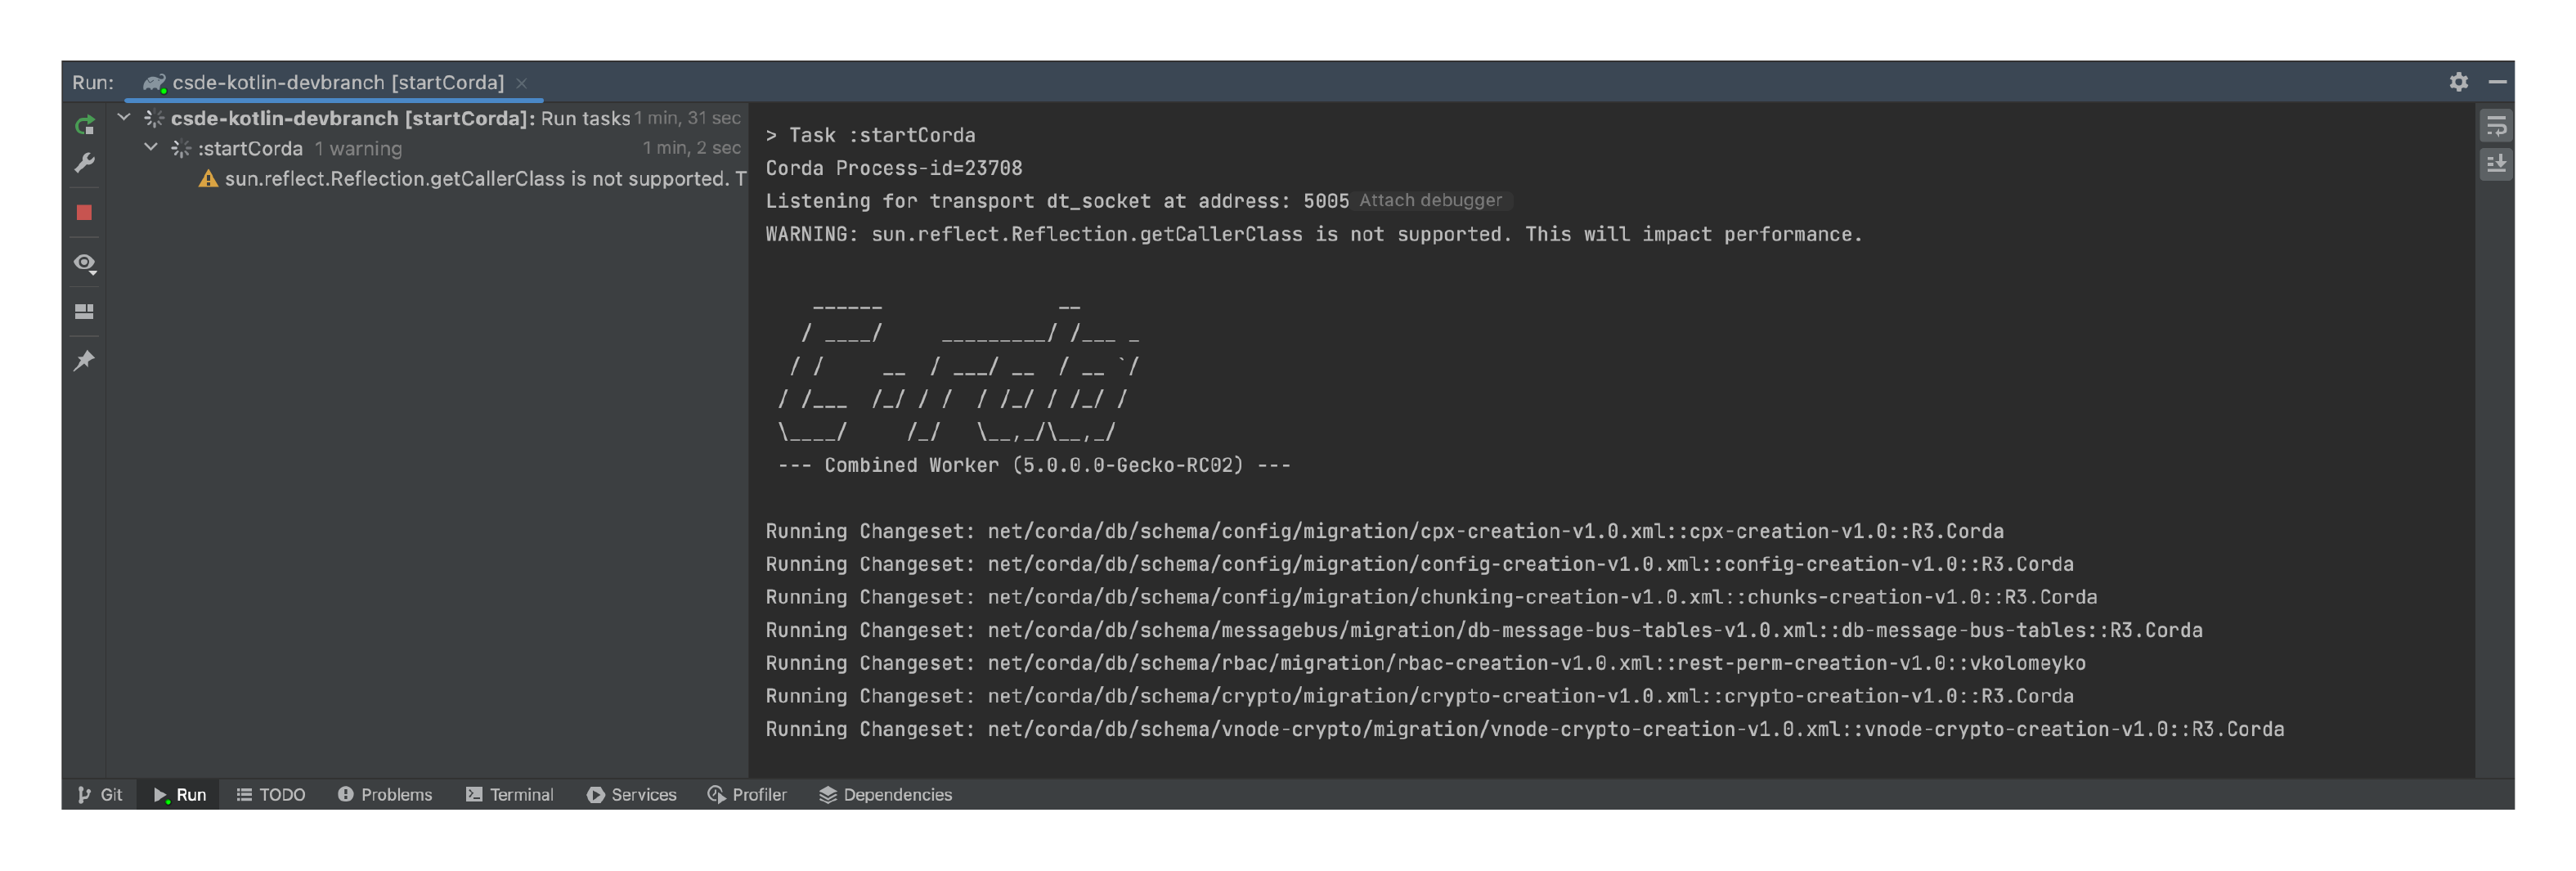 Run: csde-kotlin-devbranch [startCorda]
csde-kotlin-devbranch [startCorda]: Run tasks 1 min, 31 sec
:startCorda 1 warning 1 min, 2 sec
sun.reflect.Reflection.getCallerClass is not supported. T
> Task :startCorda
Corda Process-id=23708
Listening for transport dt_socket at address: 5005 Attach debugger
WARNING: sun.reflect.Reflection.getCallerClass is not supported. This will impact performance.
    ______               __
   / ____/     _________/ /___ _
  / /     __  / ___/ __  / __ `/
 / /___  /_/ / /  / /_/ / /_/ /
 \____/     /_/   \__,_/\__,_/
--- Combined Worker (5.0.0.0-Gecko-RC02) ---
Running Changeset: net/corda/db/schema/config/migration/cpx-creation-v1.0.xml::cpx-creation-v1.0::R3.Corda
Running Changeset: net/corda/db/schema/config/migration/config-creation-v1.0.xml::config-creation-v1.0::R3.Corda
Running Changeset: net/corda/db/schema/config/migration/chunking-creation-v1.0.xml::chunks-creation-v1.0::R3.Corda
Running Changeset: net/corda/db/schema/messagebus/migration/db-message-bus-tables-v1.0.xml::db-message-bus-tables::R3.Corda
Running Changeset: net/corda/db/schema/rbac/migration/rbac-creation-v1.0.xml::rest-perm-creation-v1.0::vkolomeyko
Running Changeset: net/corda/db/schema/crypto/migration/crypto-creation-v1.0.xml::crypto-creation-v1.0::R3.Corda
Running Changeset: net/corda/db/schema/vnode-crypto/migration/vnode-crypto-creation-v1.0.xml::vnode-crypto-creation-v1.0::R3.Corda
Git Run TODO Problems Terminal Services Profiler Dependencies